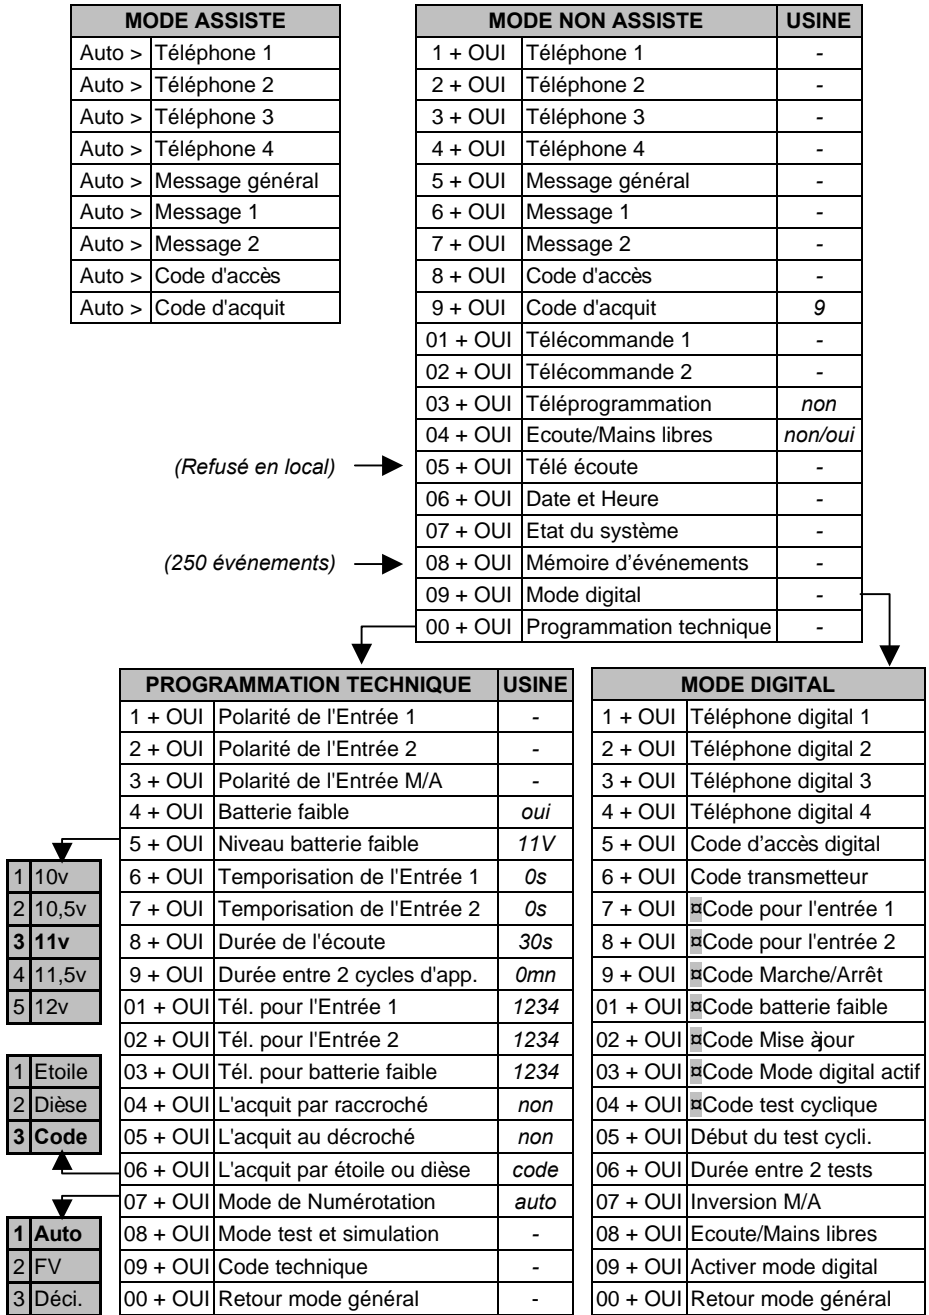 MODE ASSISTE
Auto > Téléphone 1
Auto > Téléphone 2
Auto > Téléphone 3
Auto > Téléphone 4
Auto > Message général
Auto > Message 1
Auto > Message 2
Auto > Code d'accès
Auto > Code d'acquit
MODE NON ASSISTE USINE
1 + OUI Téléphone 1 -
2 + OUI Téléphone 2 -
3 + OUI Téléphone 3 -
4 + OUI Téléphone 4 -
5 + OUI Message général -
6 + OUI Message 1 -
7 + OUI Message 2 -
8 + OUI Code d'accès -
9 + OUI Code d'acquit 9
01 + OUI Télécommande 1 -
02 + OUI Télécommande 2 -
03 + OUI Téléprogrammation non
04 + OUI Ecoute/Mains libres non/oui
(Refusé en local) 05 + OUI Télé écoute -
06 + OUI Date et Heure -
07 + OUI Etat du système -
(250 événements) 08 + OUI Mémoire d’événements -
09 + OUI Mode digital -
00 + OUI Programmation technique -
PROGRAMMATION TECHNIQUE USINE
1 + OUI Polarité de l'Entrée 1 -
2 + OUI Polarité de l'Entrée 2 -
3 + OUI Polarité de l'Entrée M/A -
4 + OUI Batterie faible oui
5 + OUI Niveau batterie faible 11V
6 + OUI Temporisation de l'Entrée 1 0s
7 + OUI Temporisation de l'Entrée 2 0s
8 + OUI Durée de l'écoute 30s
9 + OUI Durée entre 2 cycles d'app. 0mn
01 + OUI Tél. pour l'Entrée 1 1234
02 + OUI Tél. pour l'Entrée 2 1234
03 + OUI Tél. pour batterie faible 1234
04 + OUI L'acquit par raccroché non
05 + OUI L'acquit au décroché non
06 + OUI L'acquit par étoile ou dièse code
07 + OUI Mode de Numérotation auto
08 + OUI Mode test et simulation -
09 + OUI Code technique -
00 + OUI Retour mode général -
1 10v
2 10,5v
3 11v
4 11,5v
5 12v
1 Etoile
2 Dièse
3 Code
1 Auto
2 FV
3 Déci.
MODE DIGITAL
1 + OUI Téléphone digital 1
2 + OUI Téléphone digital 2
3 + OUI Téléphone digital 3
4 + OUI Téléphone digital 4
5 + OUI Code d'accès digital
6 + OUI Code transmetteur
7 + OUI ¤Code pour l'entrée 1
8 + OUI ¤Code pour l'entrée 2
9 + OUI ¤Code Marche/Arrêt
01 + OUI ¤Code batterie faible
02 + OUI ¤Code Mise àjour
03 + OUI ¤Code Mode digital actif
04 + OUI ¤Code test cyclique
05 + OUI Début du test cycli.
06 + OUI Durée entre 2 tests
07 + OUI Inversion M/A
08 + OUI Ecoute/Mains libres
09 + OUI Activer mode digital
00 + OUI Retour mode général